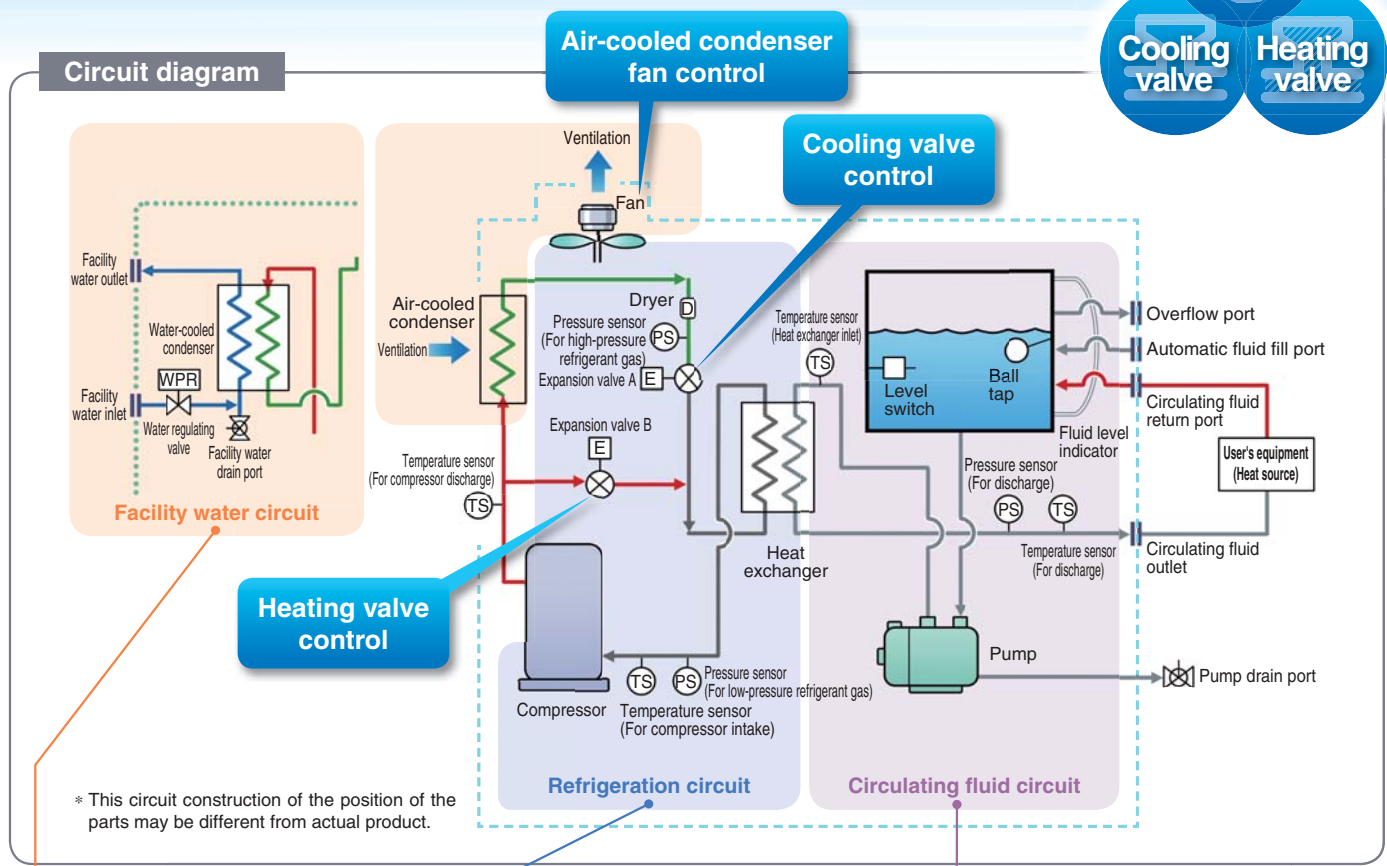 Circuit diagram
Air-cooled condenser
fan control
Cooling
valve
Heating
valve
Cooling valve
control
Ventilation
Fan
Facility
water outlet
Water-cooled
condenser
WPR
Facility
water inlet
Water regulating
valve
Facility water
drain port
Facility water circuit
Air-cooled
condenser
Ventilation
Dryer
D
Pressure sensor
(For high-pressure
refrigerant gas)
PS
Expansion valve A
E
Expansion valve B
E
Temperature sensor
(For compressor discharge)
TS
Temperature sensor
(Heat exchanger inlet)
TS
Heat
exchanger
Heating valve
control
Compressor
TS
Temperature sensor
(For compressor intake)
PS
Pressure sensor
(For low-pressure refrigerant gas)
Refrigeration circuit
Level
switch
Ball
tap
Fluid level
indicator
Overflow port
Automatic fluid fill port
Circulating fluid
return port
User's equipment
(Heat source)
Pressure sensor
(For discharge)
PS
TS
Temperature sensor
(For discharge)
Circulating fluid
outlet
Pump
Pump drain port
Circulating fluid circuit
* This circuit construction of the position of the
parts may be different from actual product.